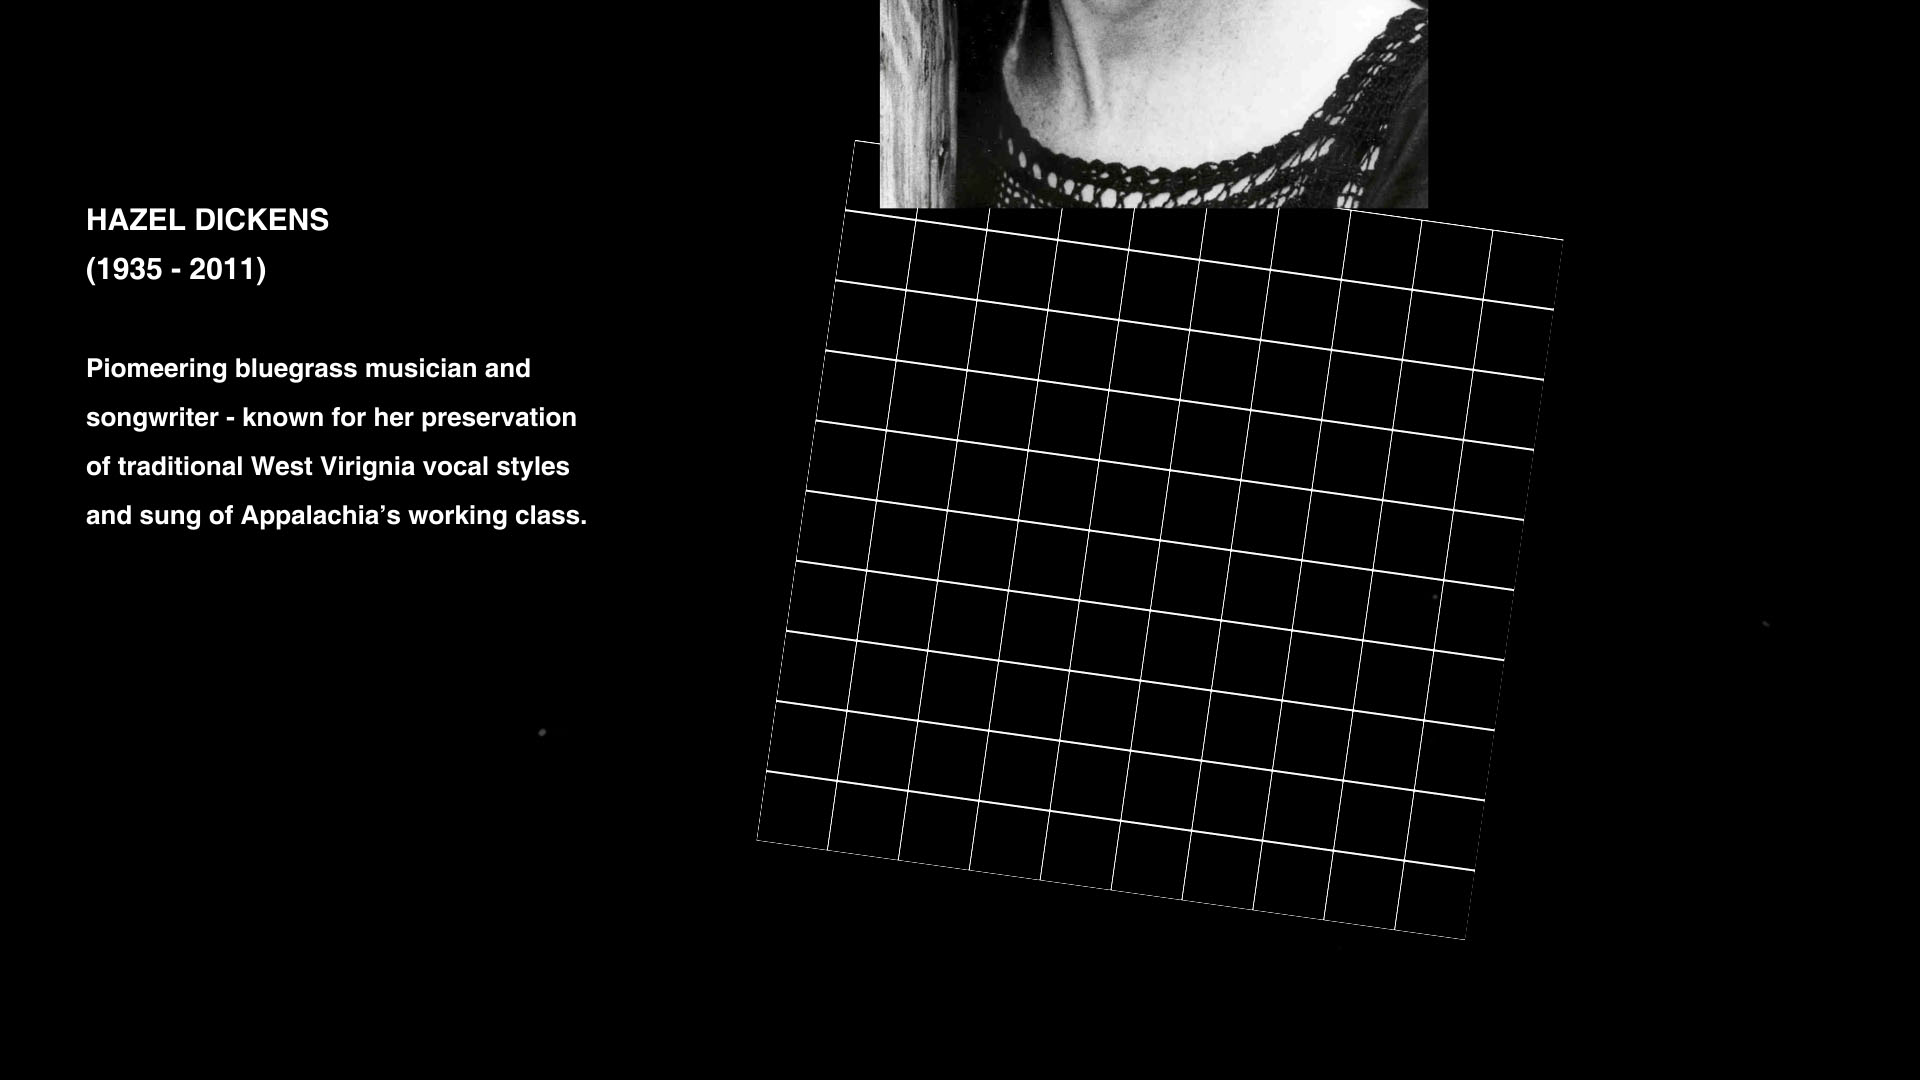 HAZEL DICKENS
(1935 - 2011)
Piomeering bluegrass musician and
songwriter - known for her preservation
of traditional West Virignia vocal styles
and sung of Appalachia’s working class.